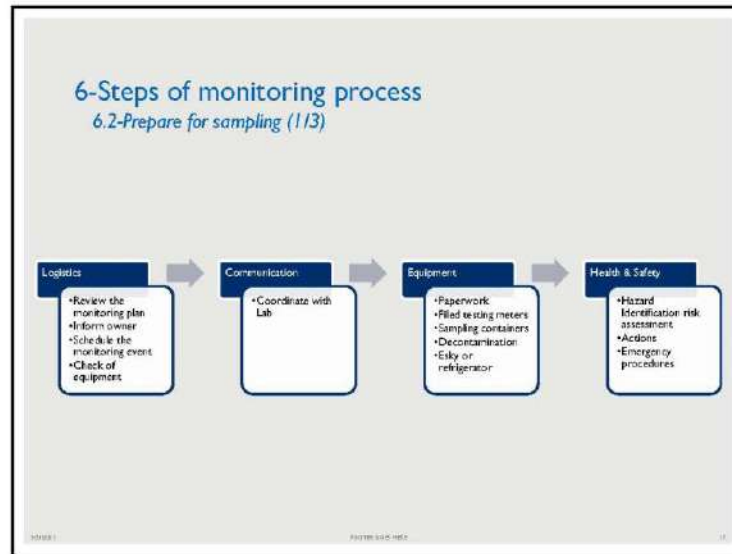 6-Steps of monitoring process
6.2-Prepare for sampling (1/3)
Logistics
•Review the
monitoring plan
•Inform owner
•Schedule the
monitoring event
•Check of
equipment
Communication
•Coordinate with
Lab
Equipment
•Paperwork
•Filed testing meters
•Sampling containers
•Decontamination
•Esky or
refrigerator
Health & Safety
•Hazard
Identification risk
assessment
•Actions
•Emergency
procedures